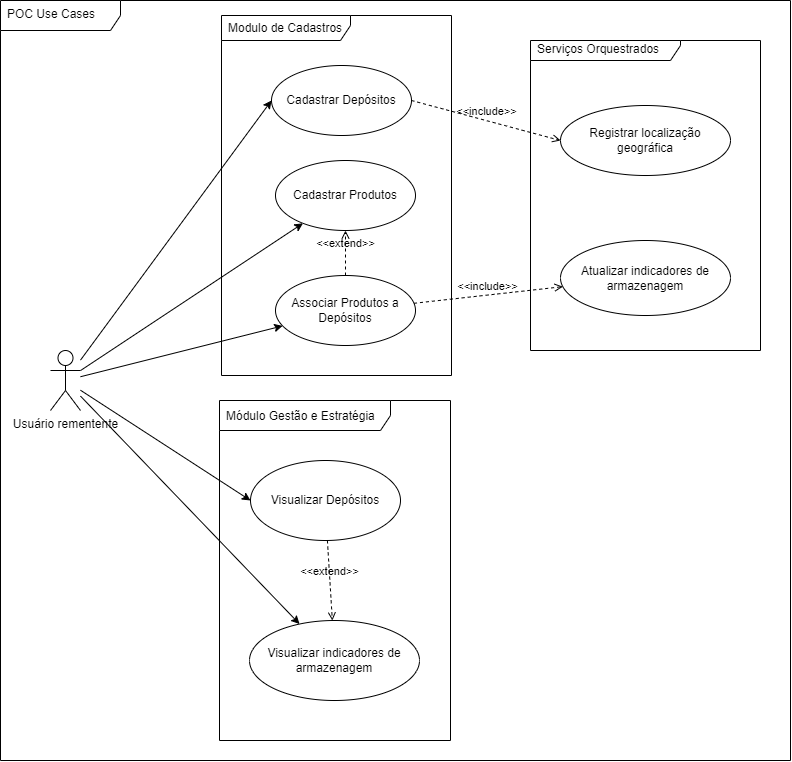 POC Use Cases
Modulo de Cadastros
Serviços Orquestrados
Cadastrar Depósitos
<<include>>
Registrar localização
geográfica
Cadastrar Produtos
<<extend>>
Associar Produtos a
Depósitos
<<include>>
Atualizar indicadores de
armazenagem
Usuário rementente
Módulo Gestão e Estratégia
Visualizar Depósitos
<<extend>>
Visualizar indicadores de
armazenagem